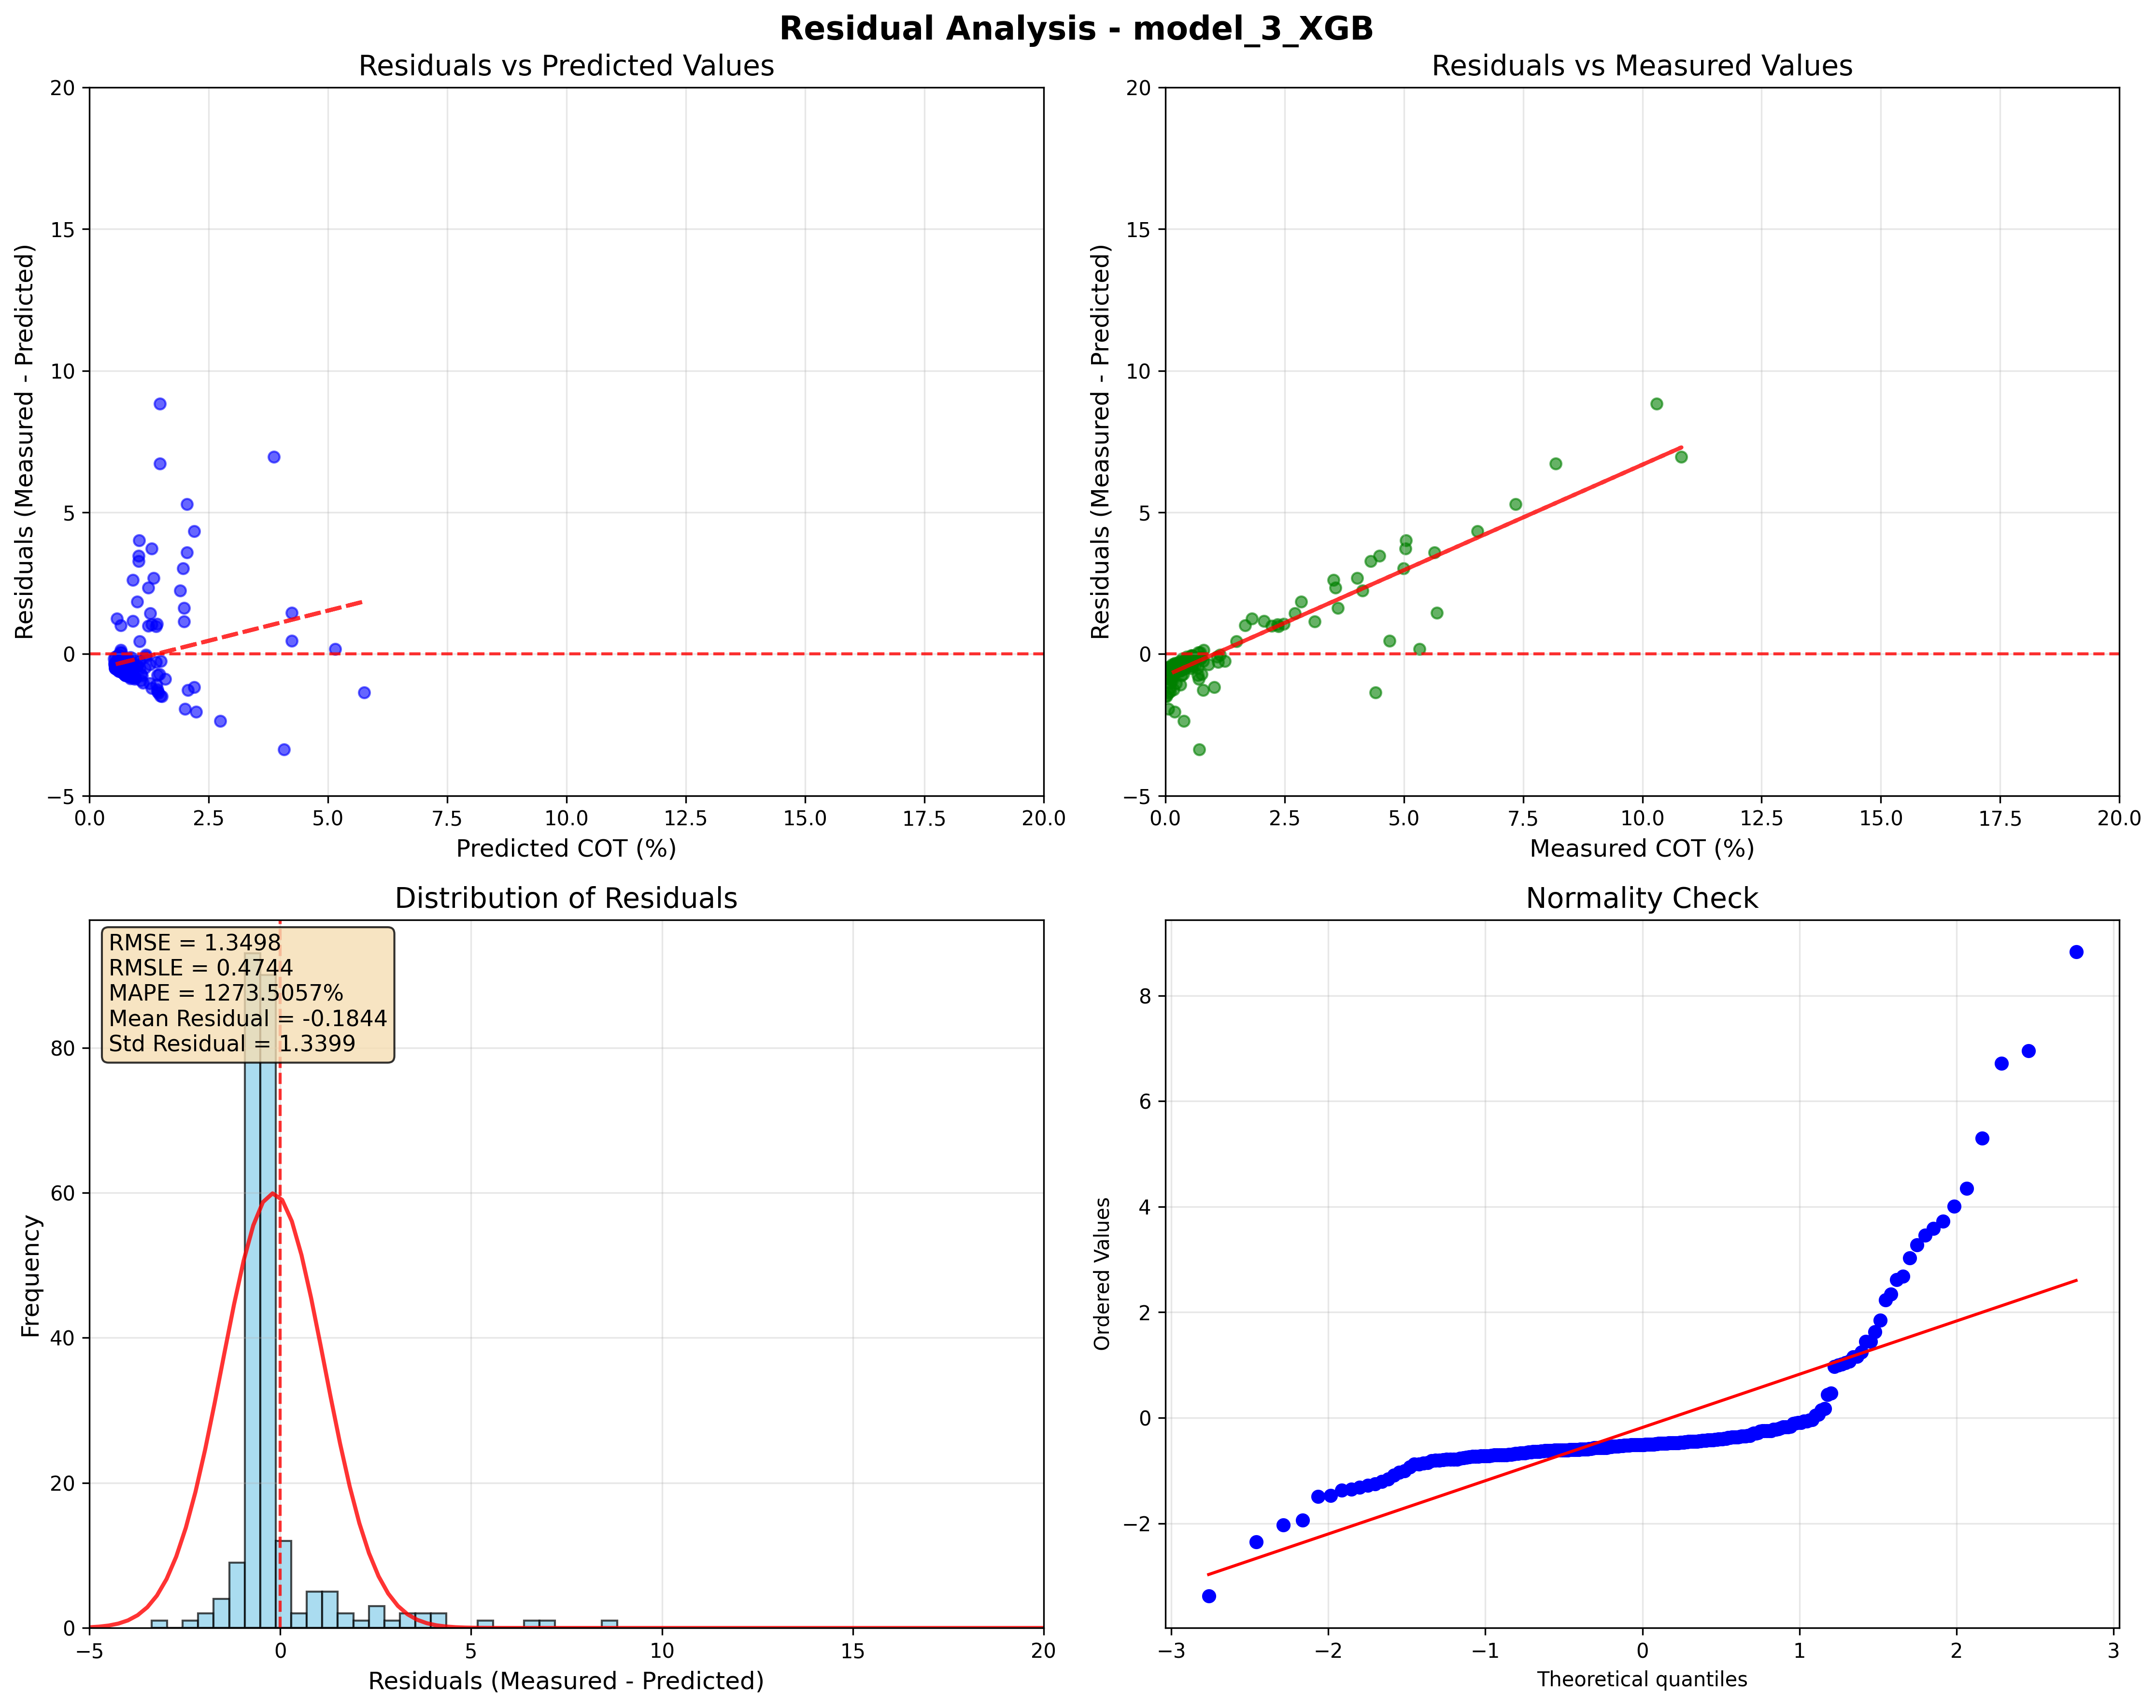 Residual Analysis - model_3_XGB
Residuals vs Predicted Values
20
15
10
5
0
−5
0.0 2.5 5.0 7.5 10.0 12.5 15.0 17.5 20.0
Residuals (Measured - Predicted)
Predicted COT (%)
Residuals vs Measured Values
20
15
10
5
0
−5
0.0 2.5 5.0 7.5 10.0 12.5 15.0 17.5 20.0
Residuals (Measured - Predicted)
Measured COT (%)
Distribution of Residuals
RMSE = 1.3498
RMSLE = 0.4744
MAPE = 1273.5057%
Mean Residual = -0.1844
Std Residual = 1.3399
80
60
40
20
0
−5 0 5 10 15 20
Frequency
Residuals (Measured - Predicted)
Normality Check
8
6
4
2
0
−2
−3 −2 −1 0 1 2 3
Ordered Values
Theoretical quantiles